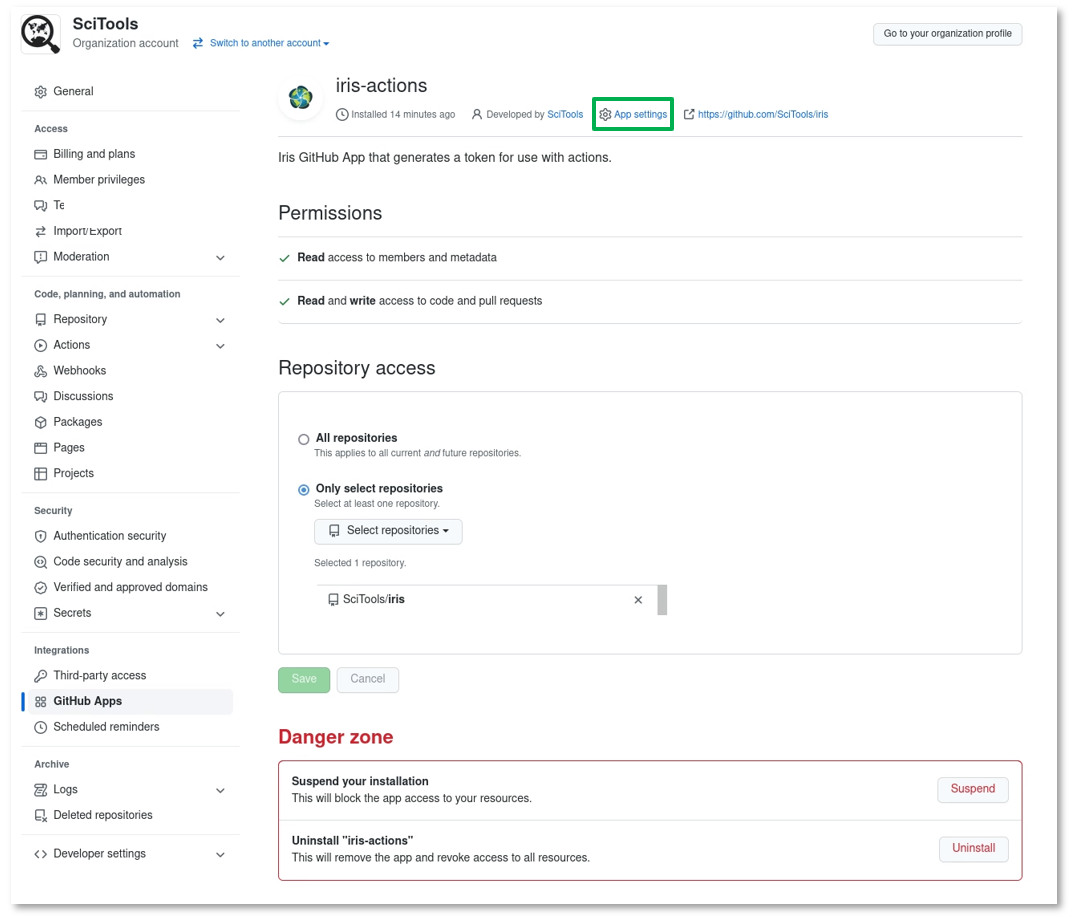 SciTools
Organization account
Switch to another account
Go to your organization profile
General
Access
Billing and plans
Member privileges
Te
Import/Export
Moderation
Code, planning, and automation
Repository
Actions
Webhooks
Discussions
Packages
Pages
Projects
Security
Authentication security
Code security and analysis
Verified and approved domains
Secrets
Integrations
Third-party access
GitHub Apps
Scheduled reminders
Archive
Logs
Deleted repositories
Developer settings
iris-actions
Installed 14 minutes ago
Developed by SciTools
App settings
https://github.com/SciTools/iris
Iris GitHub App that generates a token for use with actions.
Permissions
Read access to members and metadata
Read and write access to code and pull requests
Repository access
All repositories
This applies to all current and future repositories.
Only select repositories
Select at least one repository.
Select repositories
Selected 1 repository.
SciTools/iris
Save
Cancel
Danger zone
Suspend your installation
This will block the app access to your resources.
Suspend
Uninstall "iris-actions"
This will remove the app and revoke access to all resources.
Uninstall